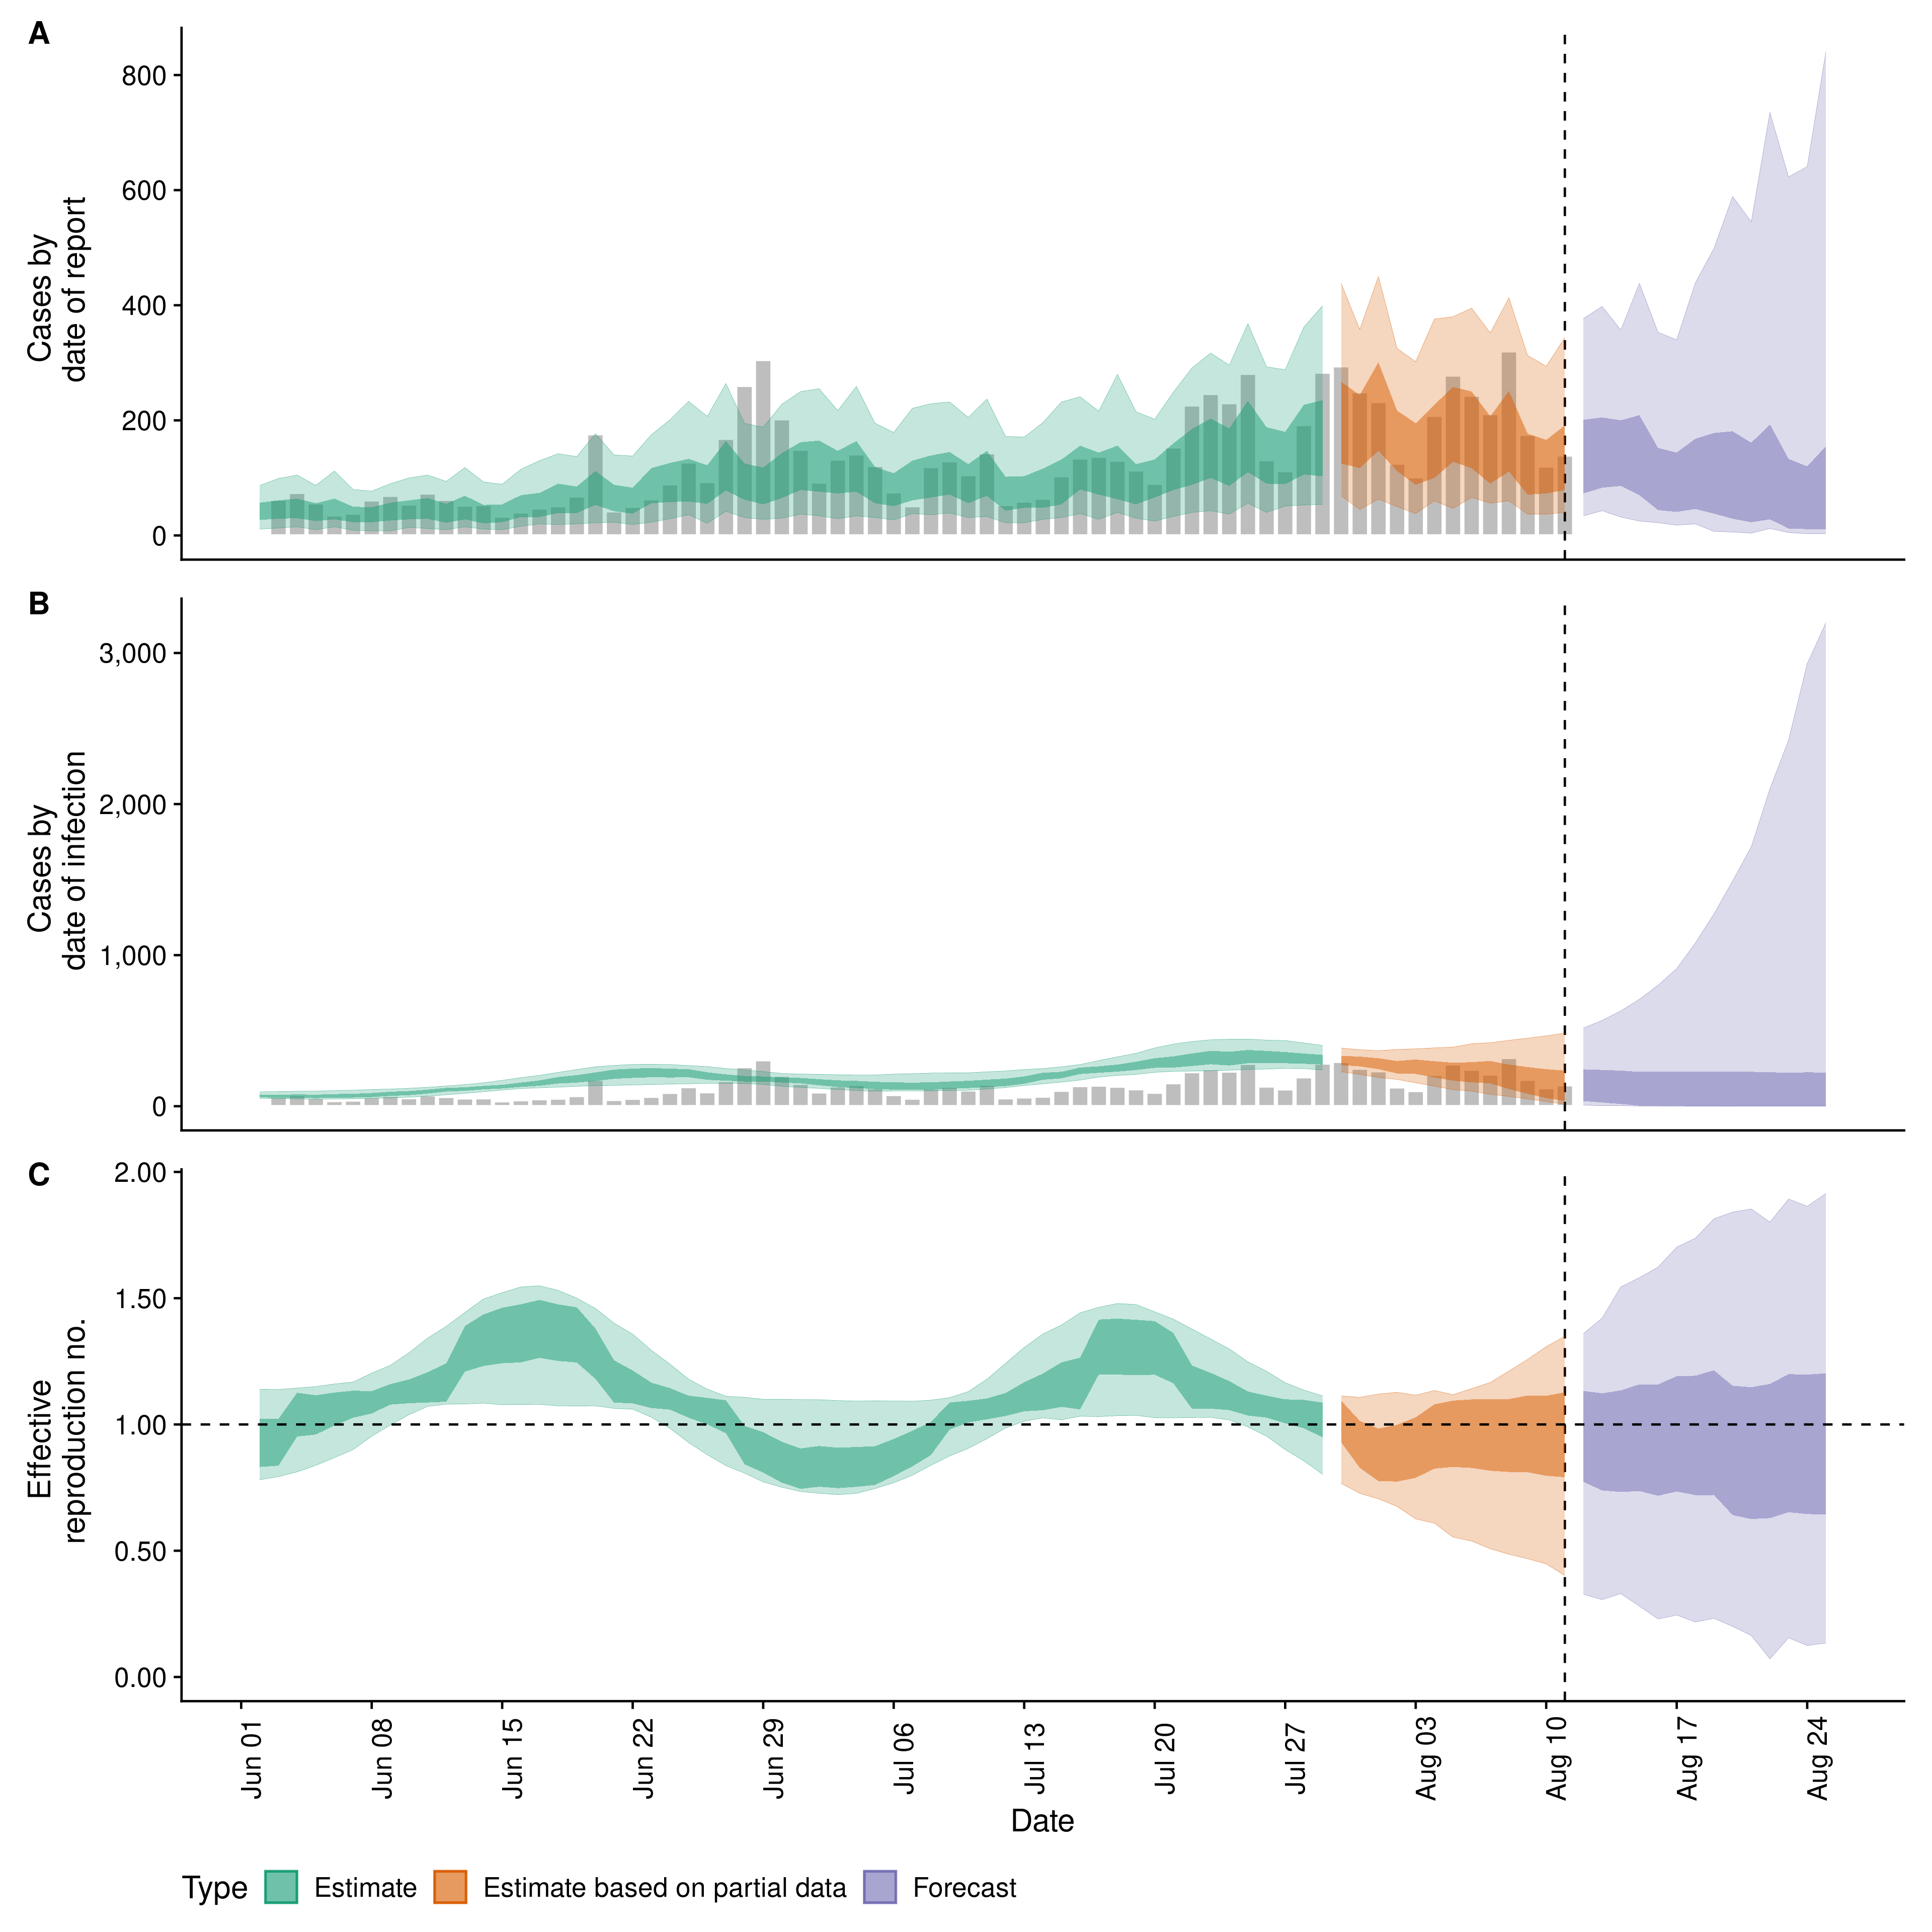 A
Cases by
date of report
800
600
400
200
0
B
Cases by
date of infection
3,000
2,000
1,000
0
C
Effective
reproduction no.
2.00
1.50
1.00
0.50
0.00
Jun 01
Jun 08
Jun 15
Jun 22
Jun 29
Jul 06
Jul 13
Jul 20
Jul 27
Aug 03
Aug 10
Aug 17
Aug 24
Date
Type Estimate Estimate based on partial data Forecast